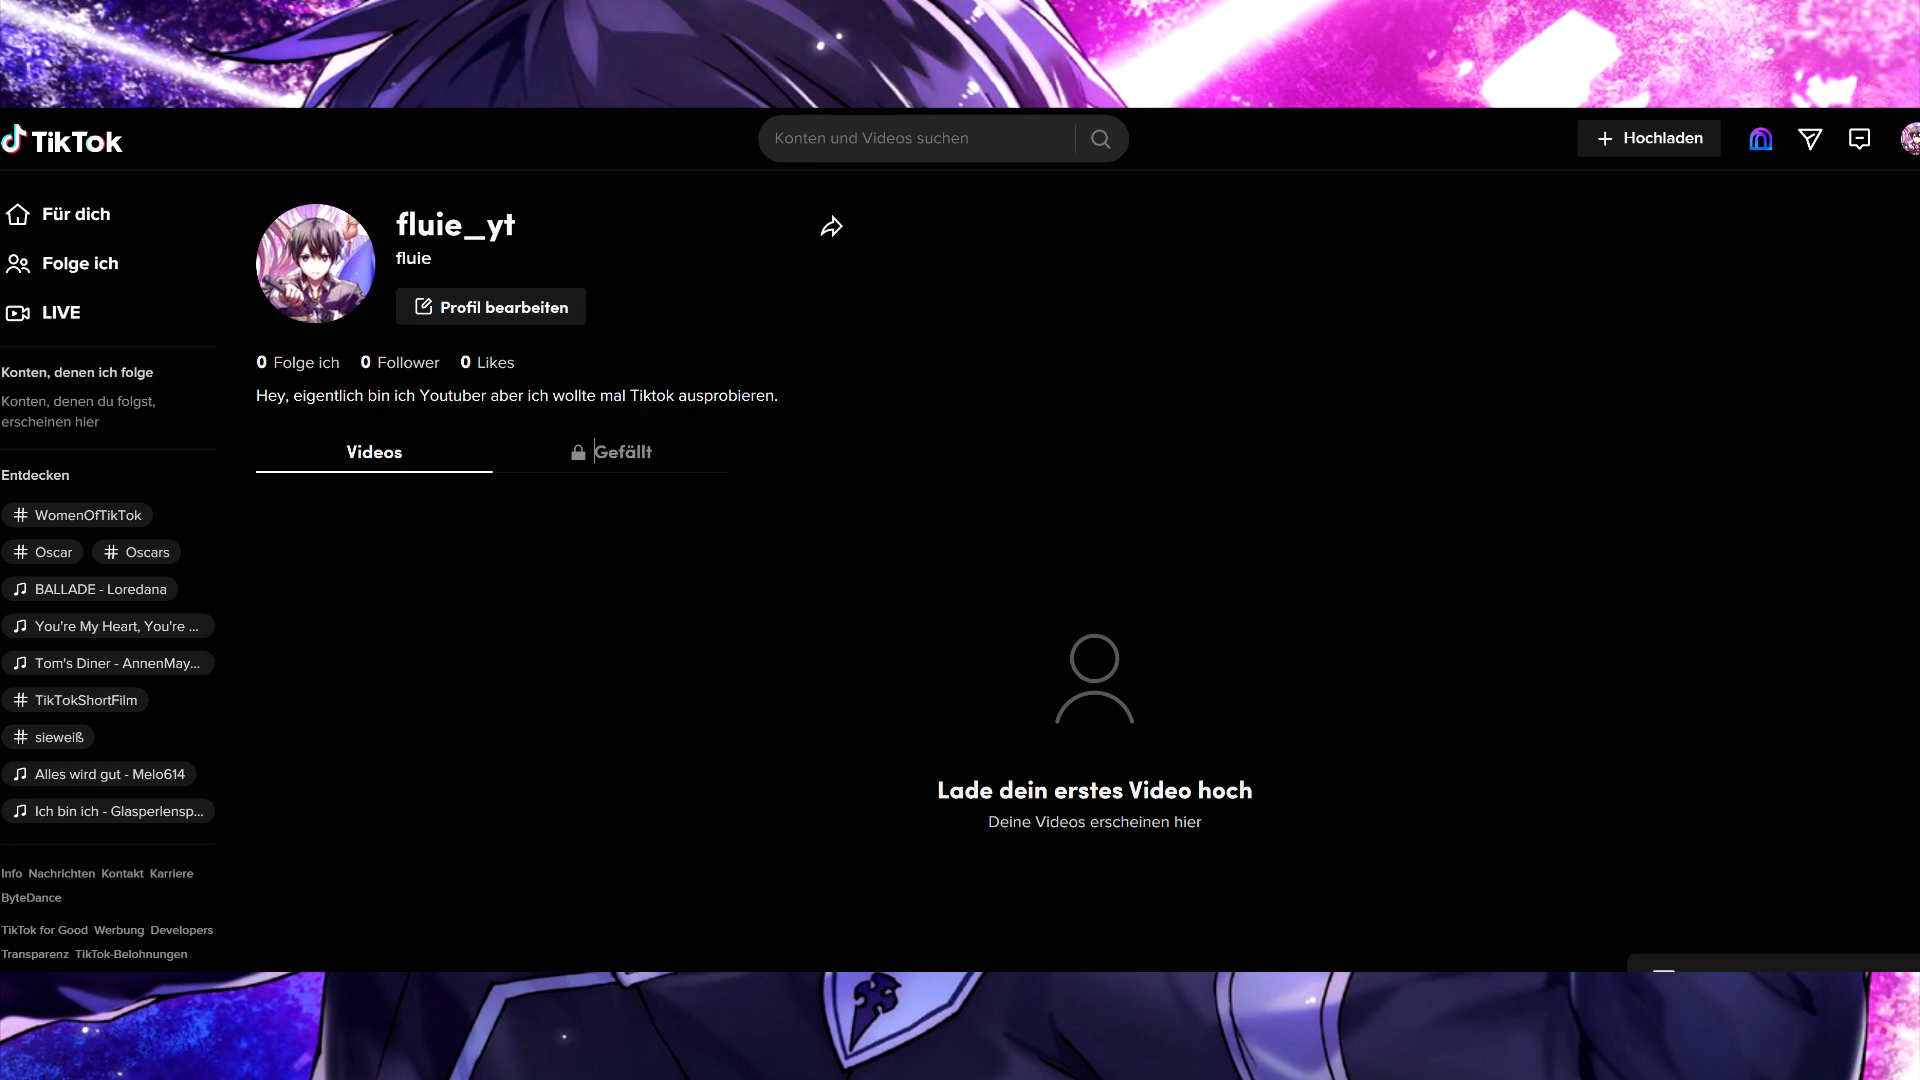 TikTok
Konten und Videos suchen
Hochladen
Für dich
Folge ich
LIVE
Konten, denen ich folge
Konten, denen du folgst,
erscheinen hier
Entdecken
# WomenOfTikTok
# Oscar # Oscars
BALLADE - Loredana
You're My Heart, You're ...
Tom's Diner - AnnenMay...
# TikTokShortFilm
# sieweiß
Alles wird gut - Melo614
Ich bin ich - Glasperlensp...
Info Nachrichten Kontakt Karriere
ByteDance
TikTok for Good Werbung Developers
Transparenz TikTok-Belohnungen
fluie_yt
fluie
Profil bearbeiten
0 Folge ich 0 Follower 0 Likes
Hey, eigentlich bin ich Youtuber aber ich wollte mal Tiktok ausprobieren.
Videos Gefällt
Lade dein erstes Video hoch
Deine Videos erscheinen hier